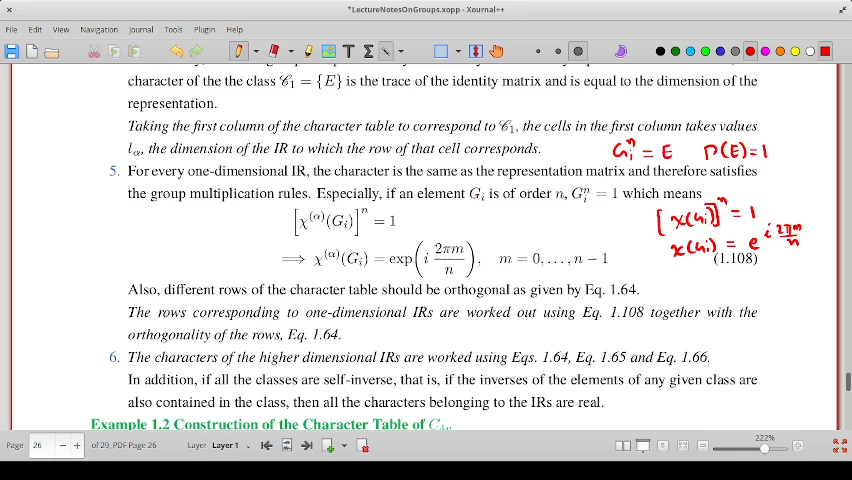 *LectureNotesOnGroups.xopp - Xournal++
File Edit View Navigation Journal Tools Plugin Help
character of the the class 𝒞₁ = {E} is the trace of the identity matrix and is equal to the dimension of the
representation.
Taking the first column of the character table to correspond to 𝒞₁, the cells in the first column takes values
l_α, the dimension of the IR to which the row of that cell corresponds.
G_i^n = E Γ(E)=1
5. For every one-dimensional IR, the character is the same as the representation matrix and therefore satisfies
the group multiplication rules. Especially, if an element G_i is of order n, G_i^n = 1 which means
[χ^(α)(G_i)]^n = 1
[χ(G_i)]^n = 1
χ(G_i) = e^{i 2πm/n}
⟹ χ^(α)(G_i) = exp(i 2πm/n), m = 0, . . . , n − 1 (1.108)
Also, different rows of the character table should be orthogonal as given by Eq. 1.64.
The rows corresponding to one-dimensional IRs are worked out using Eq. 1.108 together with the
orthogonality of the rows, Eq. 1.64.
6. The characters of the higher dimensional IRs are worked using Eqs. 1.64, Eq. 1.65 and Eq. 1.66.
In addition, if all the classes are self-inverse, that is, if the inverses of the elements of any given class are
also contained in the class, then all the characters belonging to the IRs are real.
Example 1.2 Construction of the Character Table of C₄ᵥ
Page 26 of 29, PDF Page 26 Layer Layer 1 222%